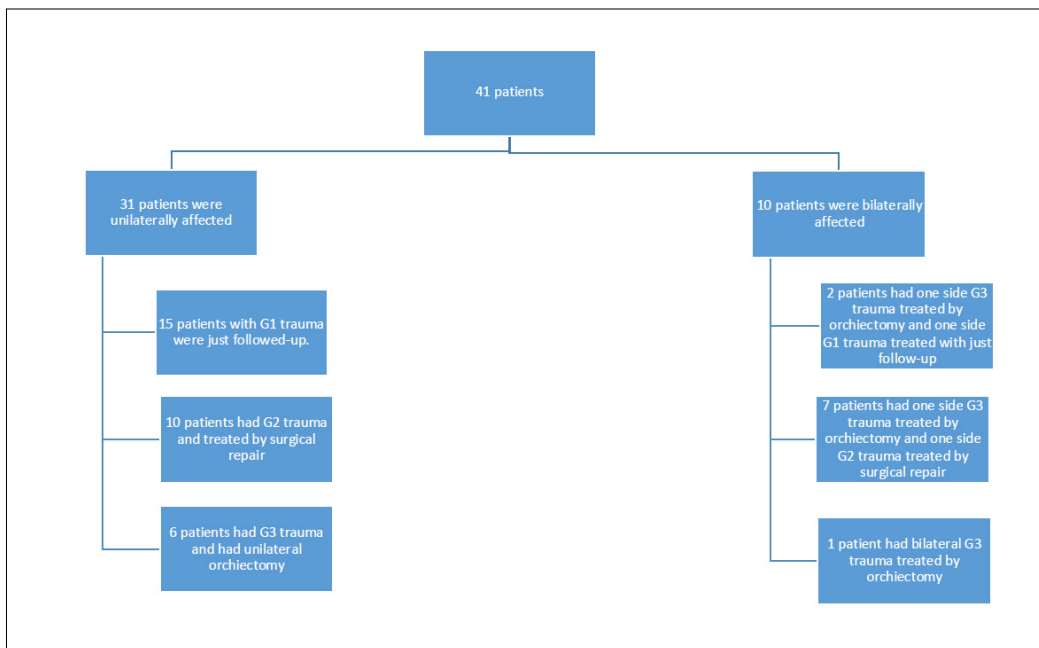 41 patients
31 patients were
unilaterally affected
15 patients with G1 trauma
were just followed-up.
10 patients had G2 trauma
and treated by surgical
repair
6 patients had G3 trauma
and had unilateral
orchiectomy
10 patients were bilaterally
affected
2 patients had one side G3
trauma treated by
orchiectomy and one side
G1 trauma treated with just
follow-up
7 patients had one side G3
trauma treated by
orchiectomy and one side
G2 trauma treated by
surgical repair
1 patient had bilateral G3
trauma treated by
orchiectomy